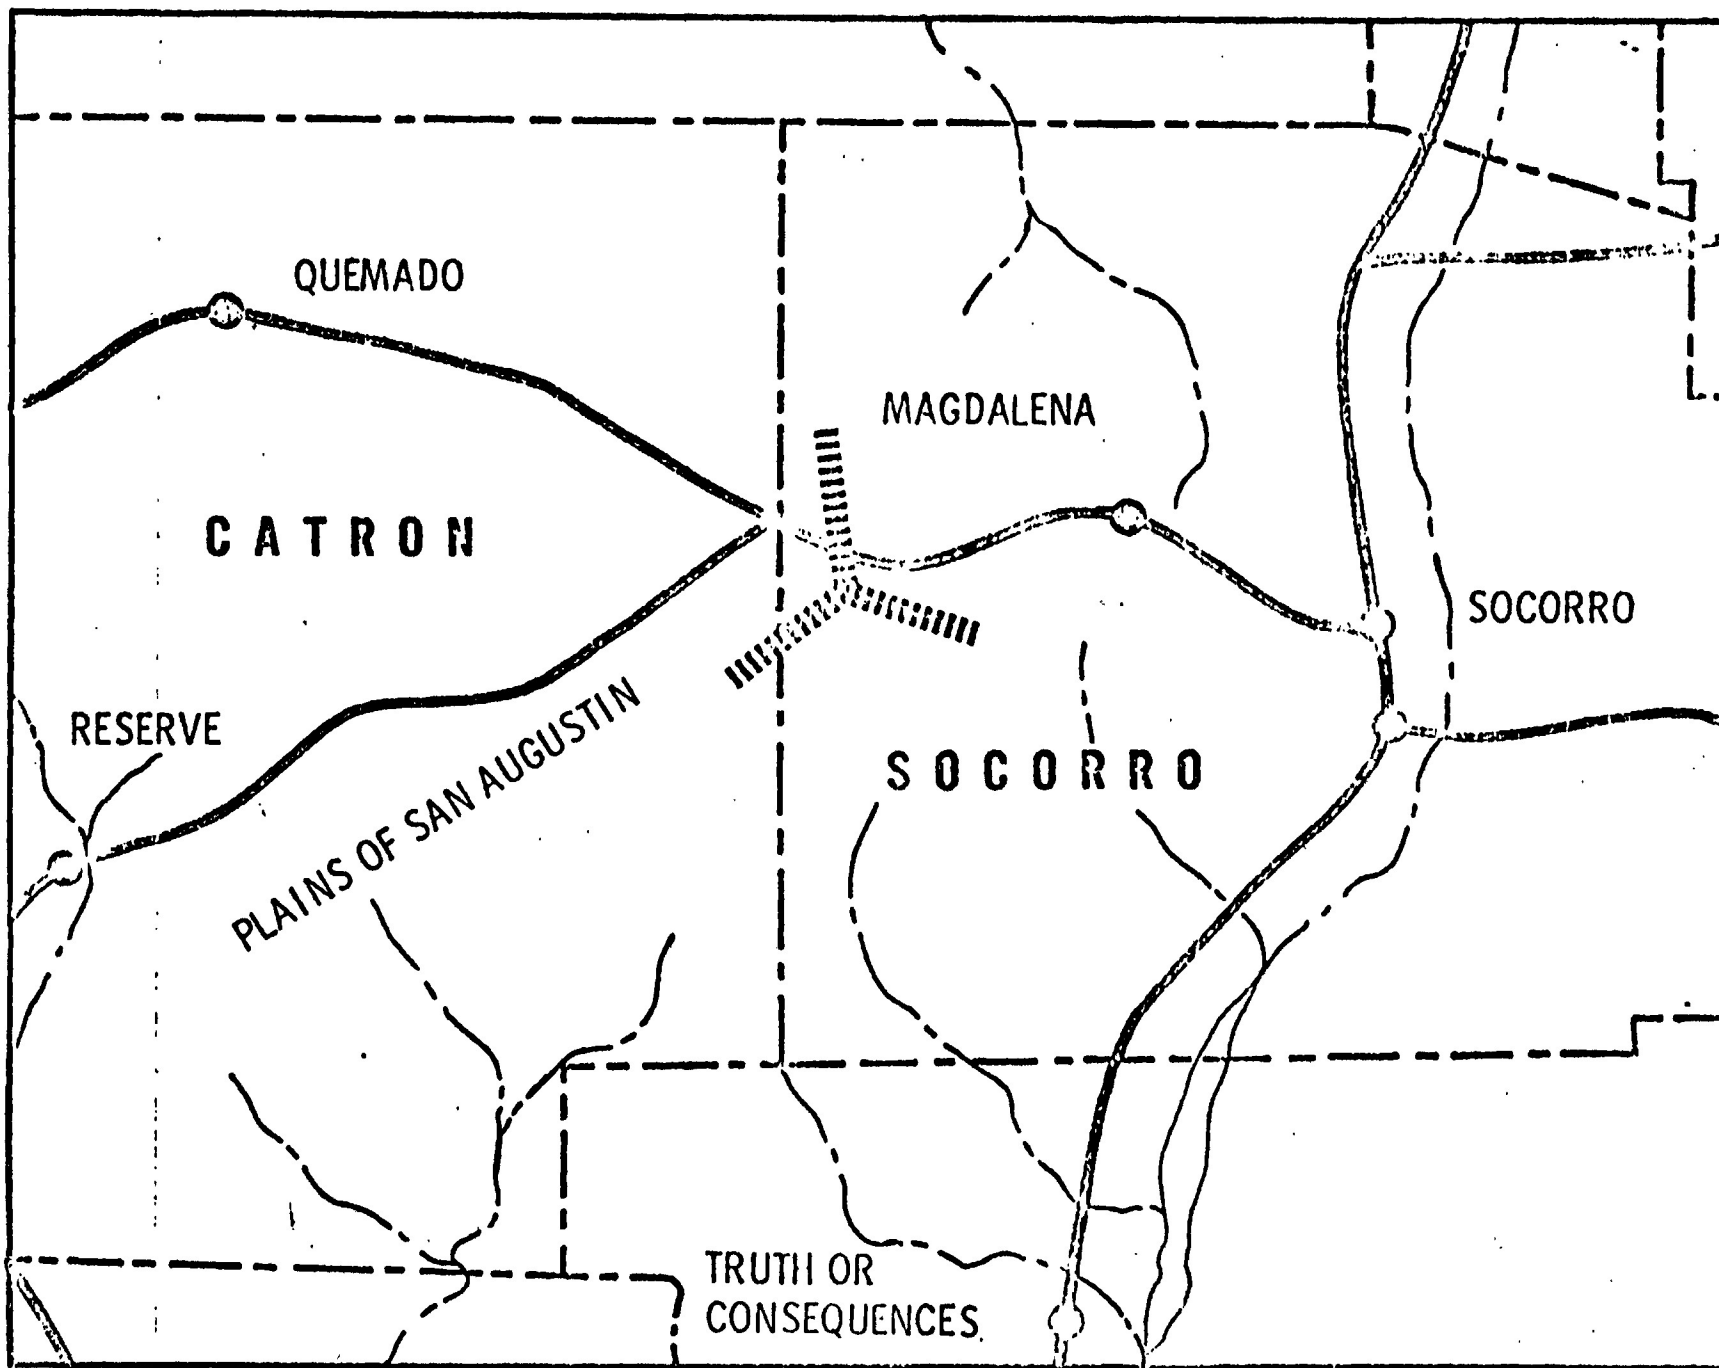 QUEMADO
MAGDALENA
CATRON
SOCORRO
RESERVE
PLAINS OF SAN AUGUSTIN
SOCORRO
TRUTH OR
CONSEQUENCES